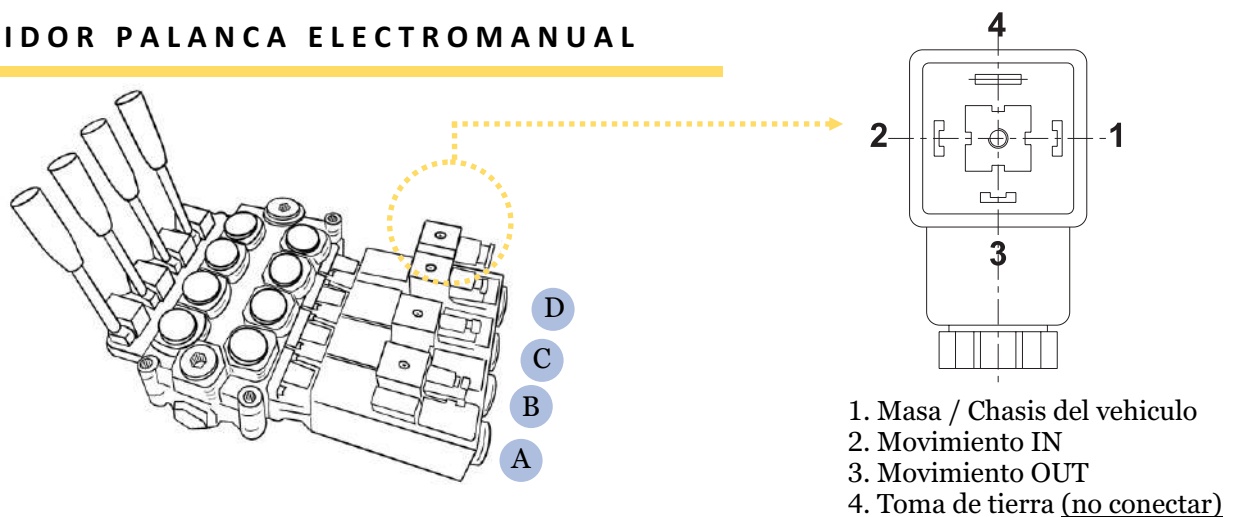 IDOR PALANCA ELECTROMANUAL
4
2
1
3
D
C
B
A
1. Masa / Chasis del vehiculo
2. Movimiento IN
3. Movimiento OUT
4. Toma de tierra (no conectar)